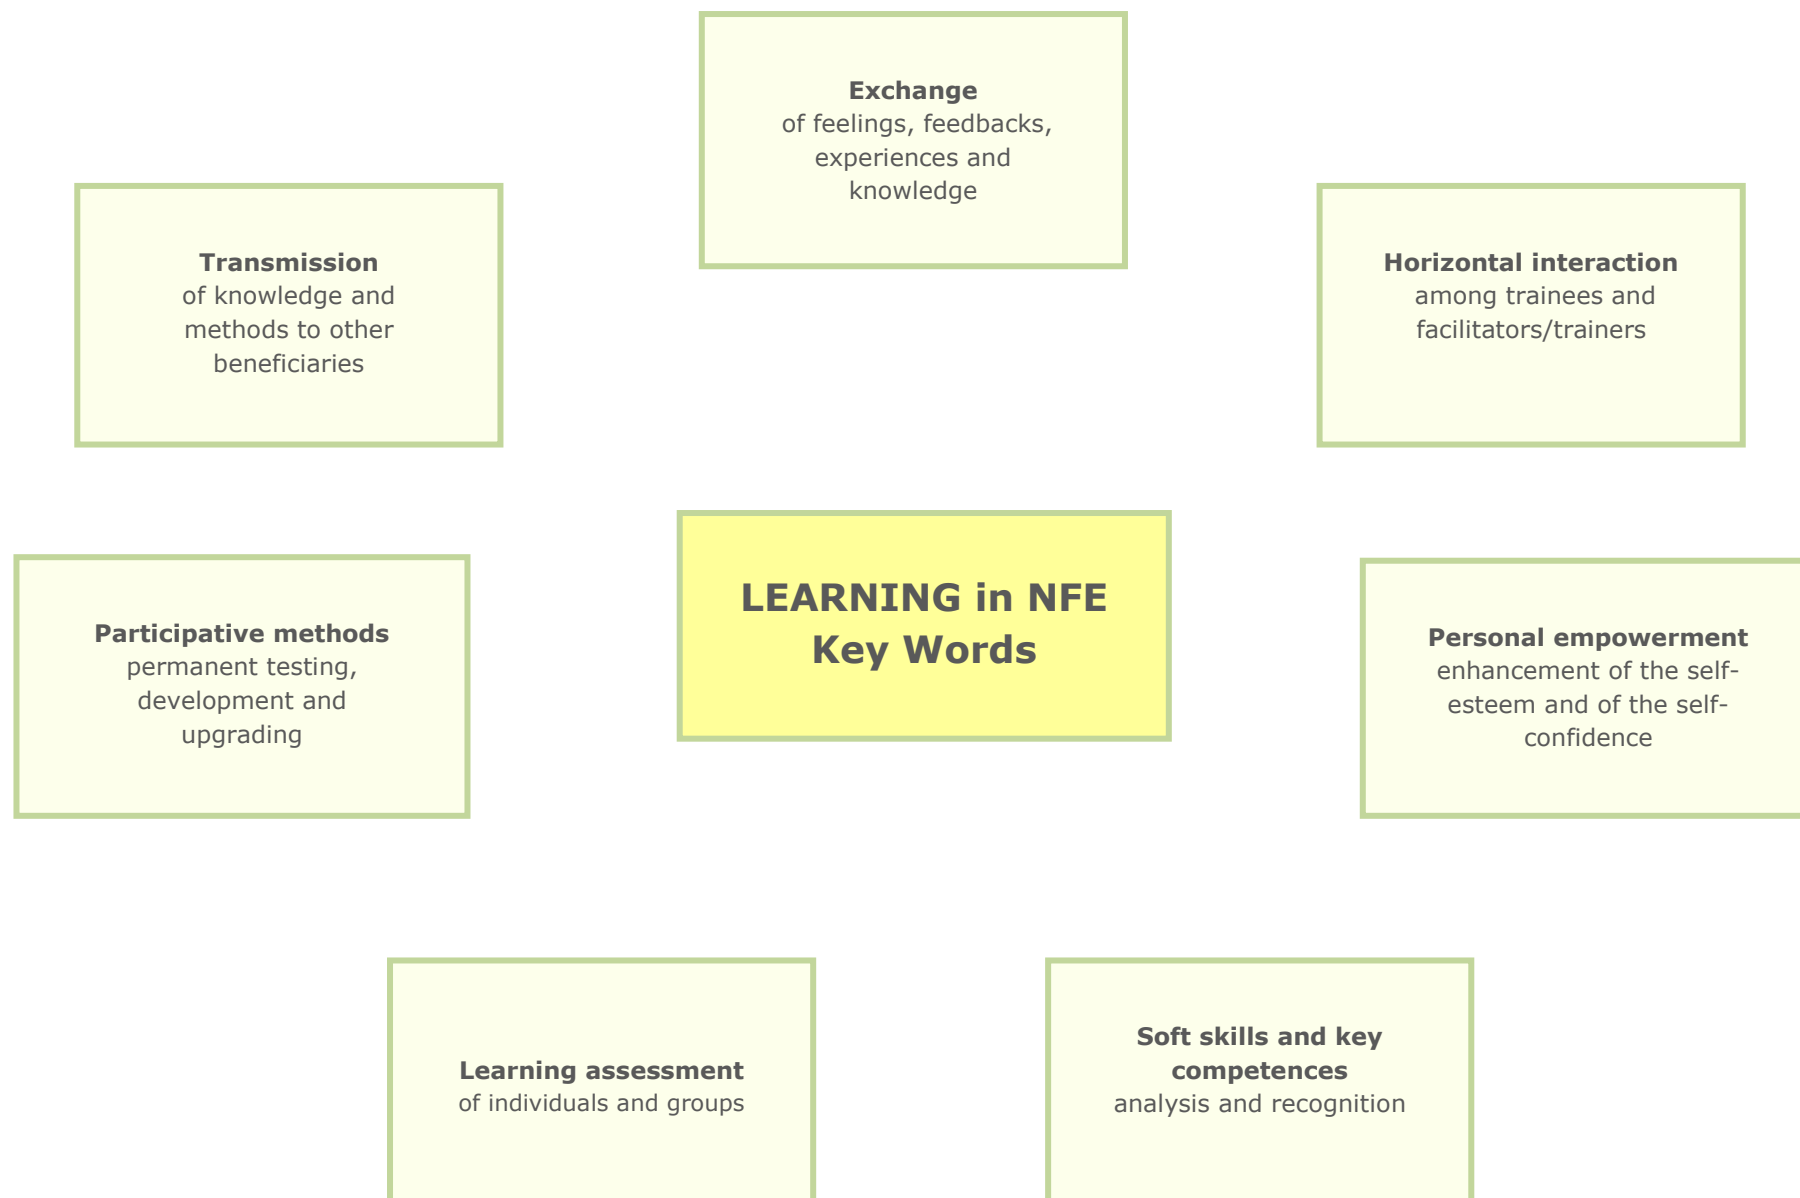 Exchange
of feelings, feedbacks,
experiences and
knowledge
Transmission
of knowledge and
methods to other
beneficiaries
Horizontal interaction
among trainees and
facilitators/trainers
LEARNING in NFE
Key Words
Participative methods
permanent testing,
development and
upgrading
Personal empowerment
enhancement of the self-
esteem and of the self-
confidence
Learning assessment
of individuals and groups
Soft skills and key
competences
analysis and recognition